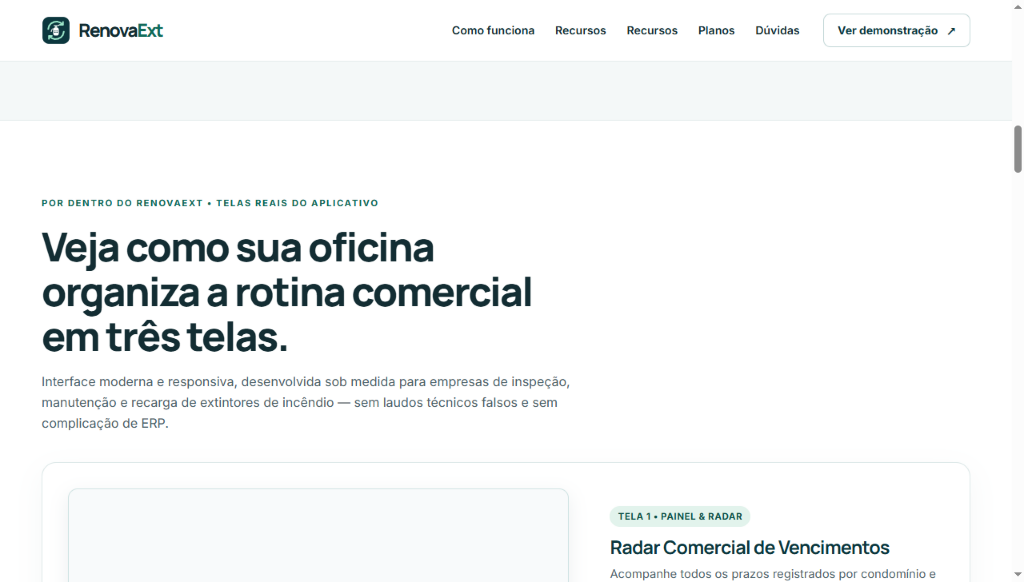 RenovaExt
Como funciona
Recursos
Recursos
Planos
Dúvidas
Ver demonstração ↗
POR DENTRO DO RENOVAEXT • TELAS REAIS DO APLICATIVO
Veja como sua oficina
organiza a rotina comercial
em três telas.
Interface moderna e responsiva, desenvolvida sob medida para empresas de inspeção,
manutenção e recarga de extintores de incêndio — sem laudos técnicos falsos e sem
complicação de ERP.
TELA 1 • PAINEL & RADAR
Radar Comercial de Vencimentos
Acompanhe todos os prazos registrados por condomínio e